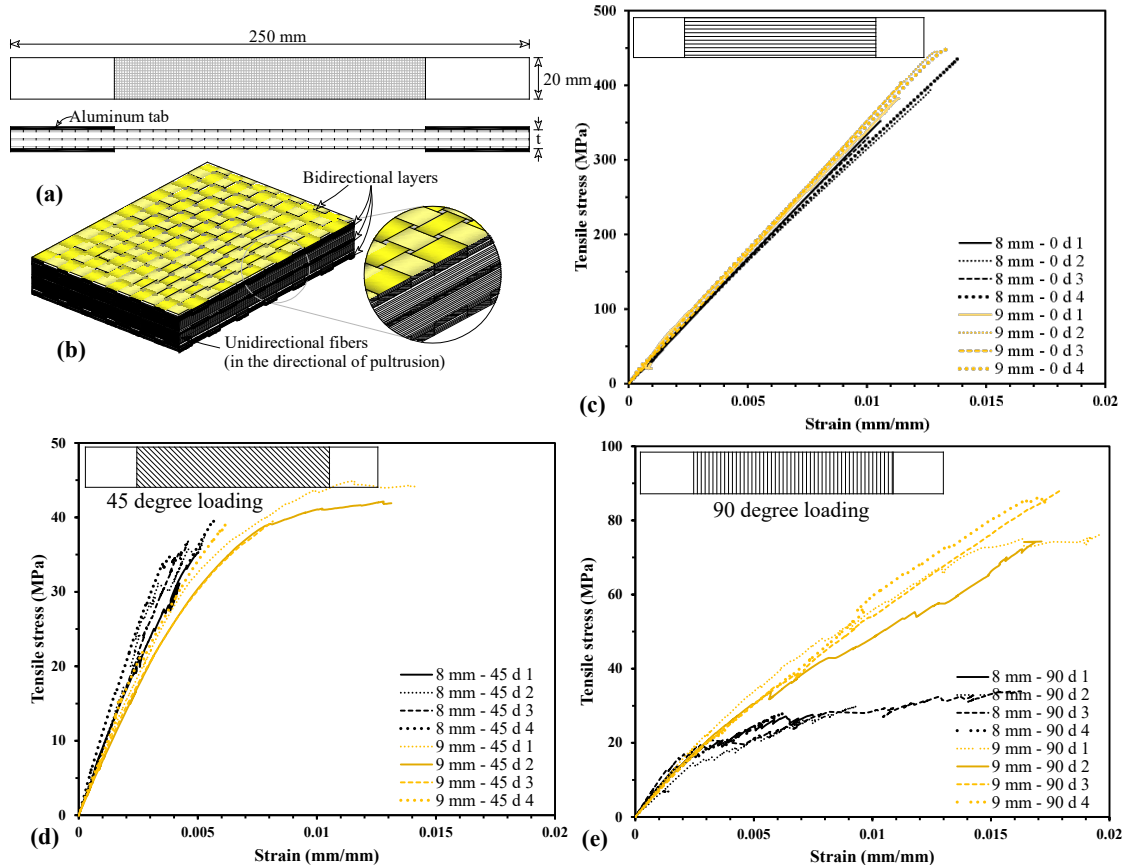 250 mm
20 mm
Aluminum tab
t
(a)
Bidirectional layers
Unidirectional fibers
(in the directional of pultrusion)
(b)
500
400
300
200
100
0
Tensile stress (MPa)
8 mm - 0 d 1
8 mm - 0 d 2
8 mm - 0 d 3
8 mm - 0 d 4
9 mm - 0 d 1
9 mm - 0 d 2
9 mm - 0 d 3
9 mm - 0 d 4
0 0.005 0.01 0.015 0.02
Strain (mm/mm)
(c)
50
40
30
20
10
0
Tensile stress (MPa)
45 degree loading
8 mm - 45 d 1
8 mm - 45 d 2
8 mm - 45 d 3
8 mm - 45 d 4
9 mm - 45 d 1
9 mm - 45 d 2
9 mm - 45 d 3
9 mm - 45 d 4
0 0.005 0.01 0.015 0.02
Strain (mm/mm)
(d)
100
80
60
40
20
0
Tensile stress (MPa)
90 degree loading
8 mm - 90 d 1
8 mm - 90 d 2
8 mm - 90 d 3
8 mm - 90 d 4
9 mm - 90 d 1
9 mm - 90 d 2
9 mm - 90 d 3
9 mm - 90 d 4
0 0.005 0.01 0.015 0.02
Strain (mm/mm)
(e)